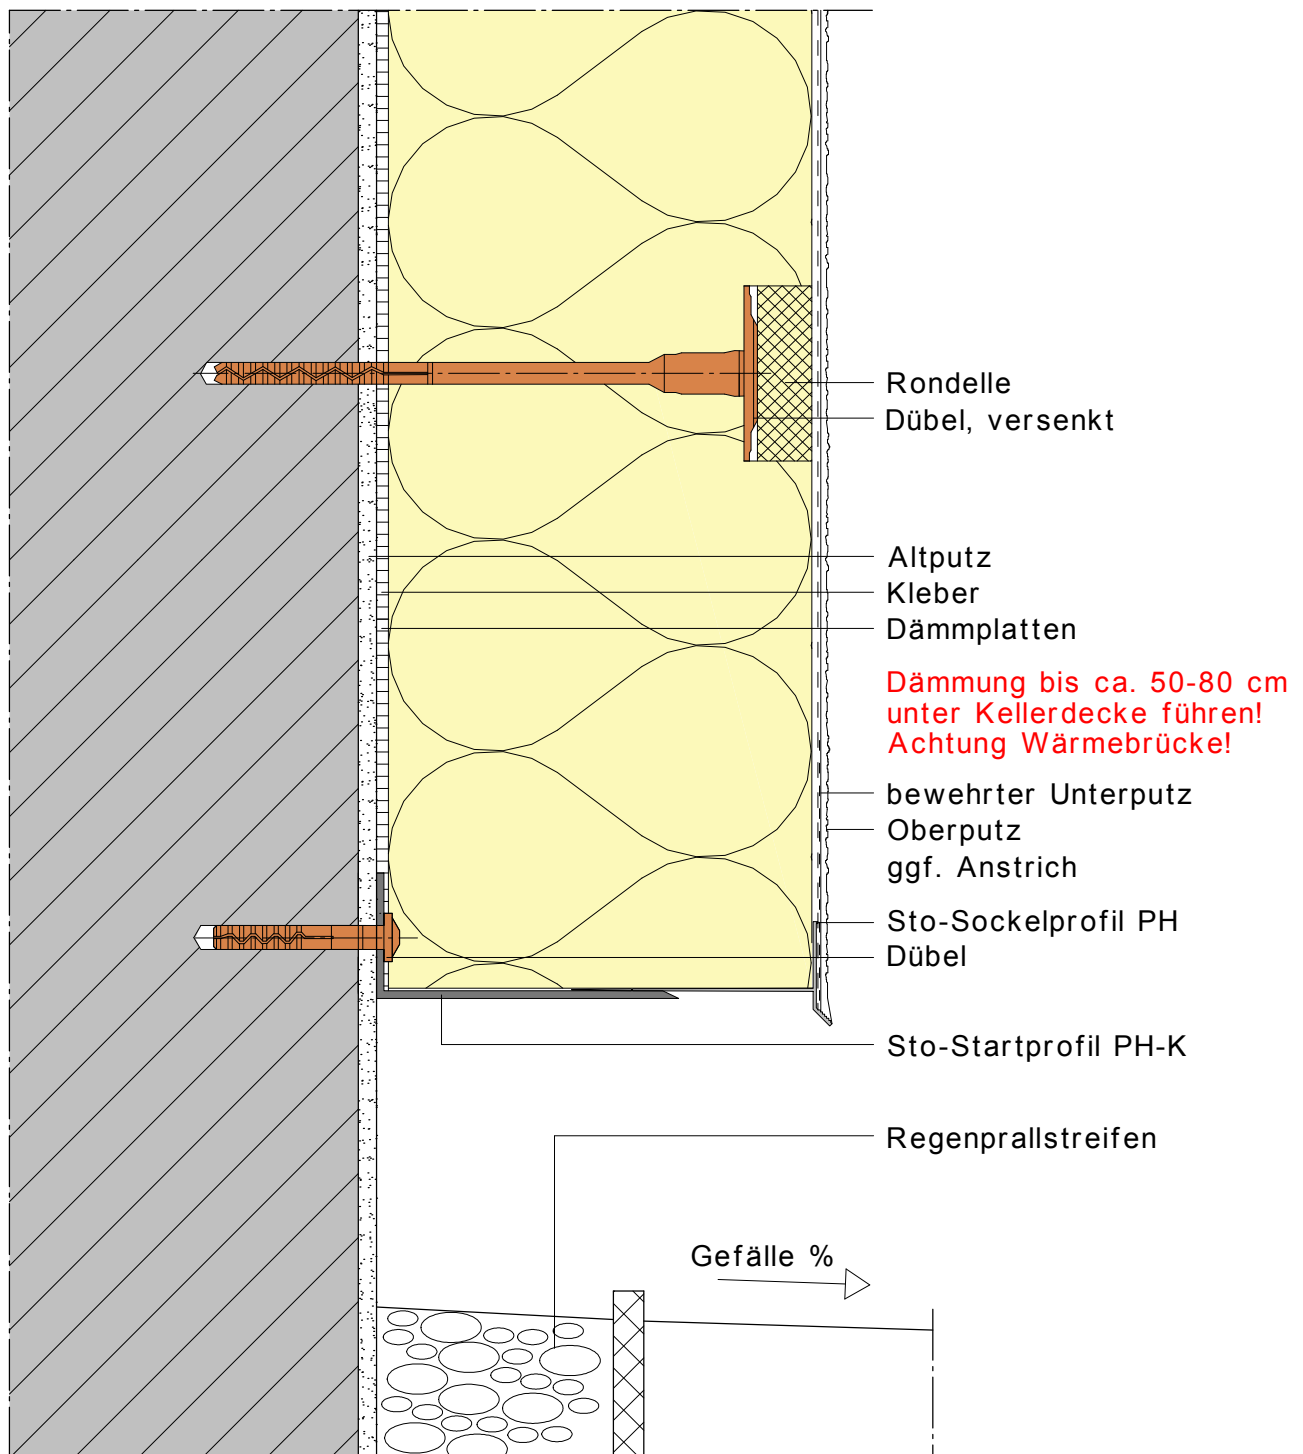 Rondelle
Dübel, versenkt
Altputz
Kleber
Dämmplatten
Dämmung bis ca. 50-80 cm
unter Kellerdecke führen!
Achtung Wärmebrücke!
bewehrter Unterputz
Oberputz
ggf. Anstrich
Sto-Sockelprofil PH
Dübel
Sto-Startprofil PH-K
Regenprallstreifen
Gefälle %